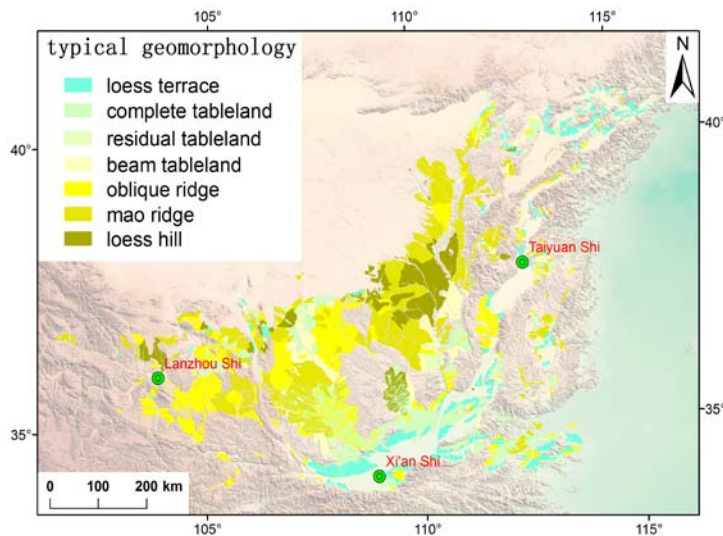 105° 110° 115°
N
typical geomorphology
loess terrace
complete tableland
residual tableland
beam tableland
oblique ridge
mao ridge
loess hill
40° 40°
Taiyuan Shi
Lanzhou Shi
35° 35°
Xi'an Shi
0 100 200 km
105° 110° 115°